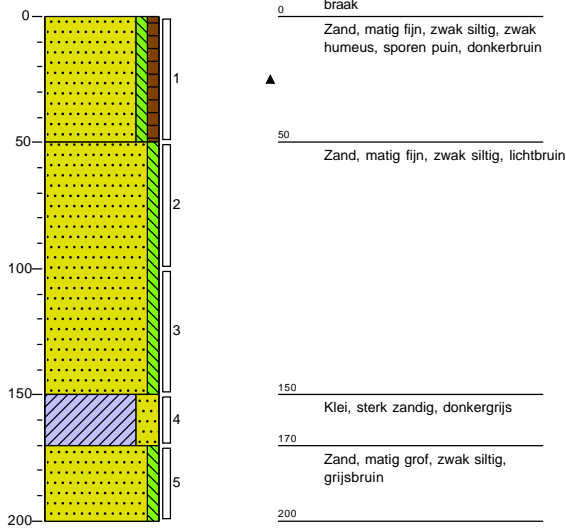 braak
0
0
Zand, matig fijn, zwak siltig, zwak
humeus, sporen puin, donkerbruin
1
50
50
Zand, matig fijn, zwak siltig, lichtbruin
2
100
3
150
150
Klei, sterk zandig, donkergrijs
4
170
Zand, matig grof, zwak siltig,
grijsbruin
5
200
200